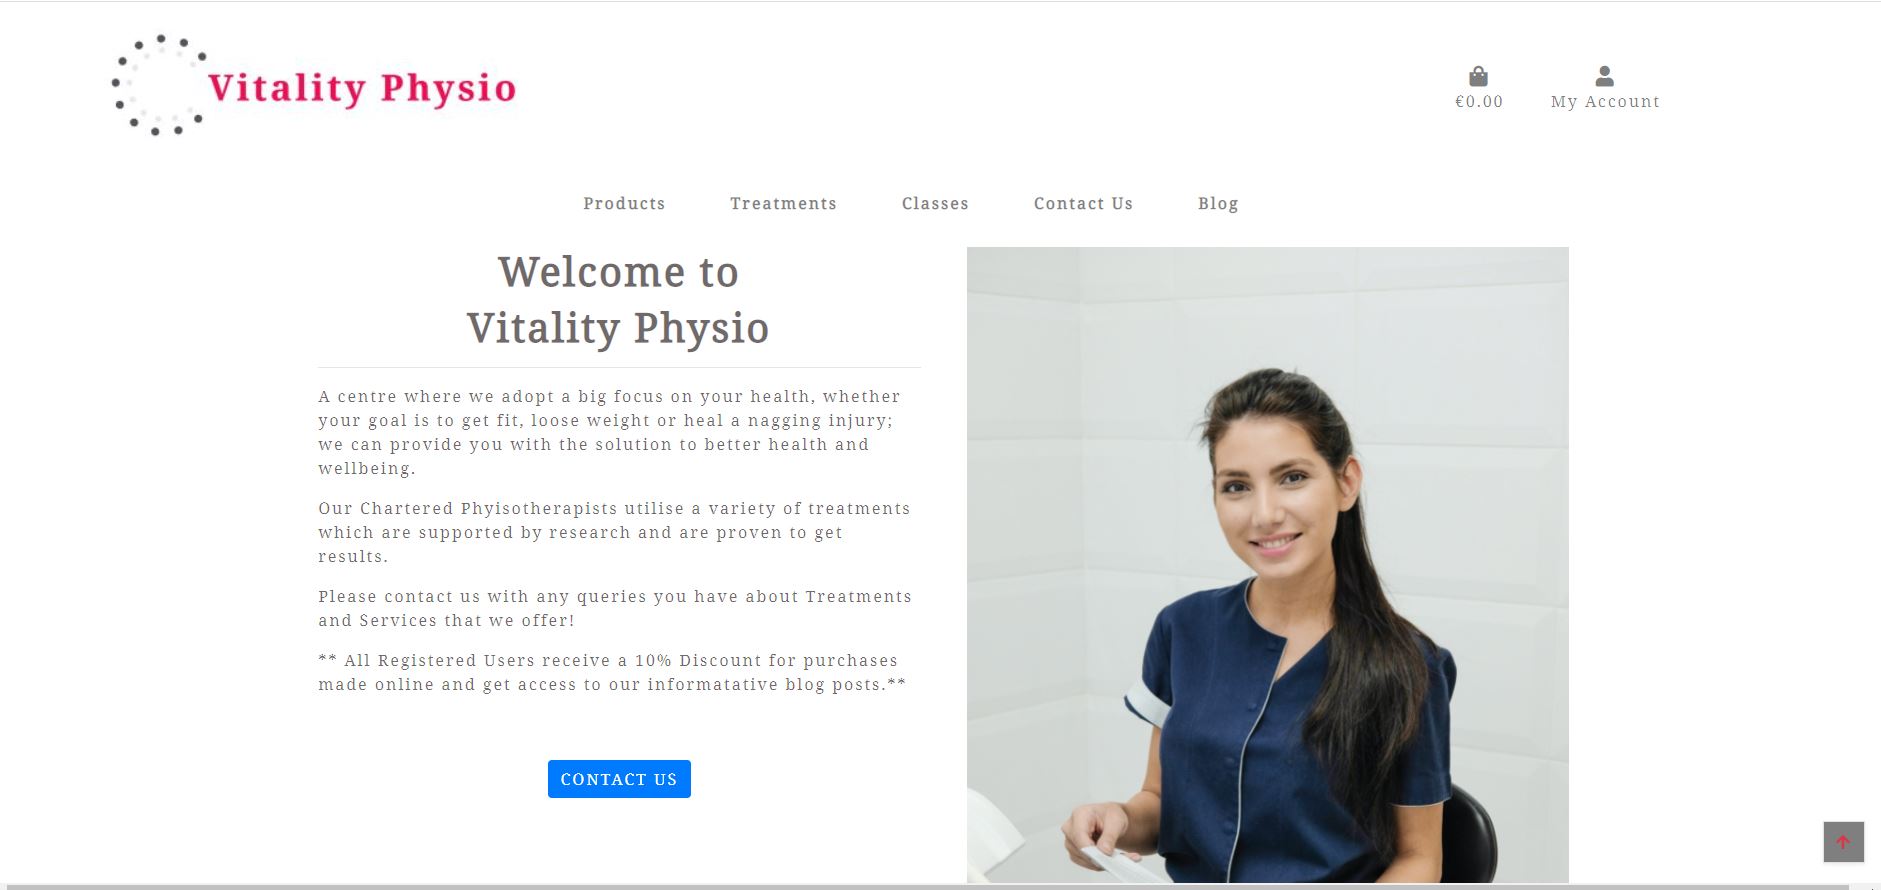 Vitality Physio
€0.00
My Account
Products Treatments Classes Contact Us Blog
Welcome to
Vitality Physio
A centre where we adopt a big focus on your health, whether
your goal is to get fit, loose weight or heal a nagging injury;
we can provide you with the solution to better health and
wellbeing.
Our Chartered Phyisotherapists utilise a variety of treatments
which are supported by research and are proven to get
results.
Please contact us with any queries you have about Treatments
and Services that we offer!
** All Registered Users receive a 10% Discount for purchases
made online and get access to our informatative blog posts.**
CONTACT US